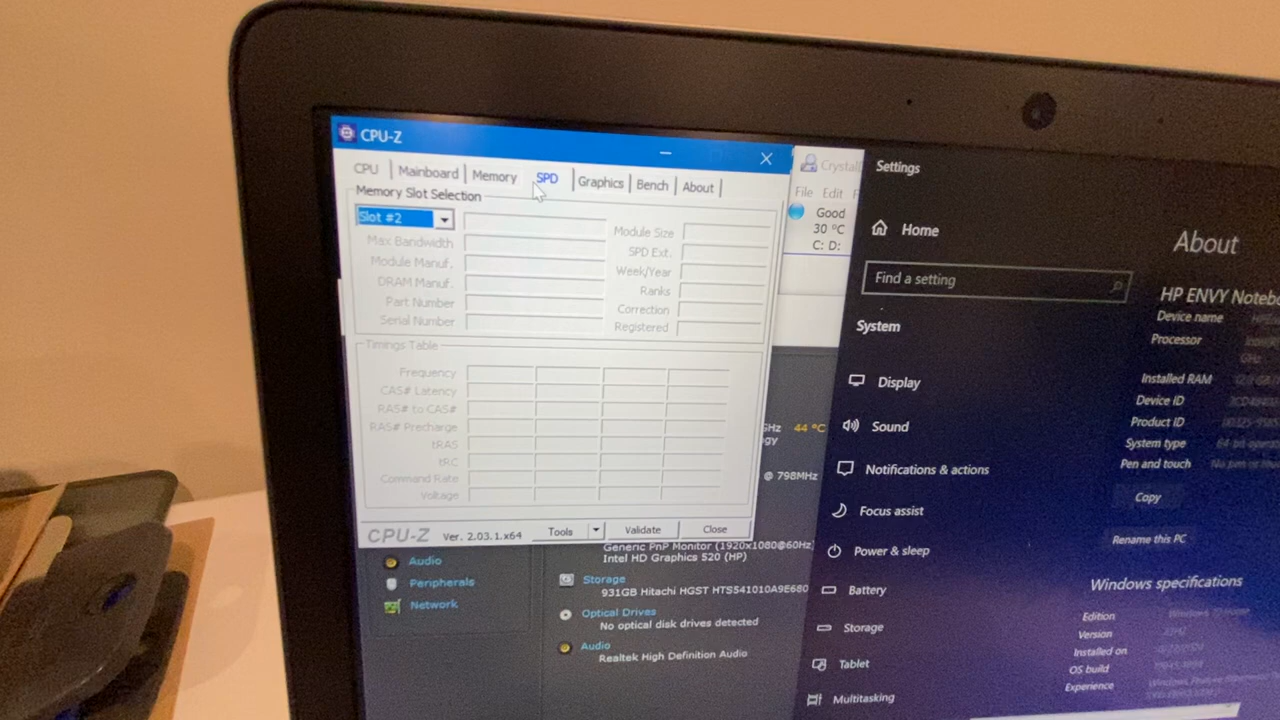 CPU-Z
CPU Mainboard Memory SPD Graphics Bench About
Memory Slot Selection
Slot #2
Max Bandwidth
Module Manuf.
DRAM Manuf.
Part Number
Serial Number
Module Size
SPD Ext.
Week/Year
Ranks
Correction
Registered
Timings Table
Frequency
CAS# Latency
RAS# to CAS#
RAS# Precharge
tRAS
tRC
Command Rate
Voltage
CPU-Z Ver. 2.03.1.x64 Tools Validate Close
Crystal
File Edit F
Good
30 °C
C: D:
GHz 44 °C
gy
@ 798MHz
Audio
Peripherals
Network
Generic PnP Monitor (1920x1080@60Hz)
Intel HD Graphics 520 (HP)
Storage
931GB Hitachi HGST HTS541010A9E680
Optical Drives
No optical disk drives detected
Audio
Realtek High Definition Audio
Settings
Home
Find a setting
System
Display
Sound
Notifications & actions
Focus assist
Power & sleep
Battery
Storage
Tablet
Multitasking
About
HP ENVY Notebo
Device name
Processor
GHz
Installed RAM
Device ID
Product ID
System type
Pen and touch
Copy
Rename this PC
Windows specifications
Edition
Version
Installed on
OS build
Experience